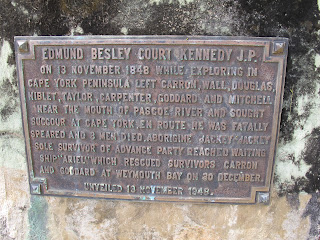 EDMUND BESLEY COURT KENNEDY J.P.
ON 13 NOVEMBER 1848 WHILE EXPLORING IN
CAPE YORK PENINSULA LEFT CARRON, WALL, DOUGLAS,
NIBLET, TAYLOR, CARPENTER, GODDARD AND MITCHELL
NEAR THE MOUTH OF PASCOE RIVER AND SOUGHT
SUCCOUR AT CAPE YORK, EN ROUTE HE WAS FATALLY
SPEARED AND 3 MEN DIED. ABORIGINE JACKEY-JACKEY
SOLE SURVIVOR OF ADVANCE PARTY REACHED WAITING
SHIP "ARIEL" WHICH RESCUED SURVIVORS CARRON
AND GODDARD AT WEYMOUTH BAY ON 30 DECEMBER.
UNVEILED 13 NOVEMBER 1948.